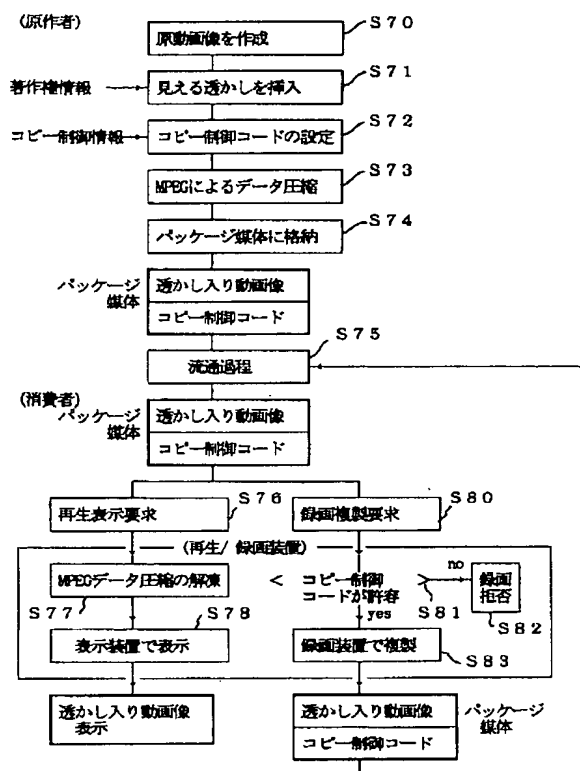 (原作者)
S70
原動画像を作成
S71
著作権情報
見える透かしを挿入
S72
コピー制御情報
コピー制御コードの設定
S73
MPEGによるデータ圧縮
S74
パッケージ媒体に格納
パッケージ
媒体
透かし入り動画像
コピー制御コード
S75
流通過程
(消費者)
パッケージ
媒体
透かし入り動画像
コピー制御コード
S76
再生表示要求
S80
録画複製要求
(再生/ 録画装置)
MPEGデータ圧縮の解凍
S77
< コピー制御
コードが許容 >
S81
no
録画
拒否
S82
yes
S78
表示装置で表示
録画装置で複製
S83
透かし入り動画像
表示
透かし入り動画像
コピー制御コード
パッケージ
媒体